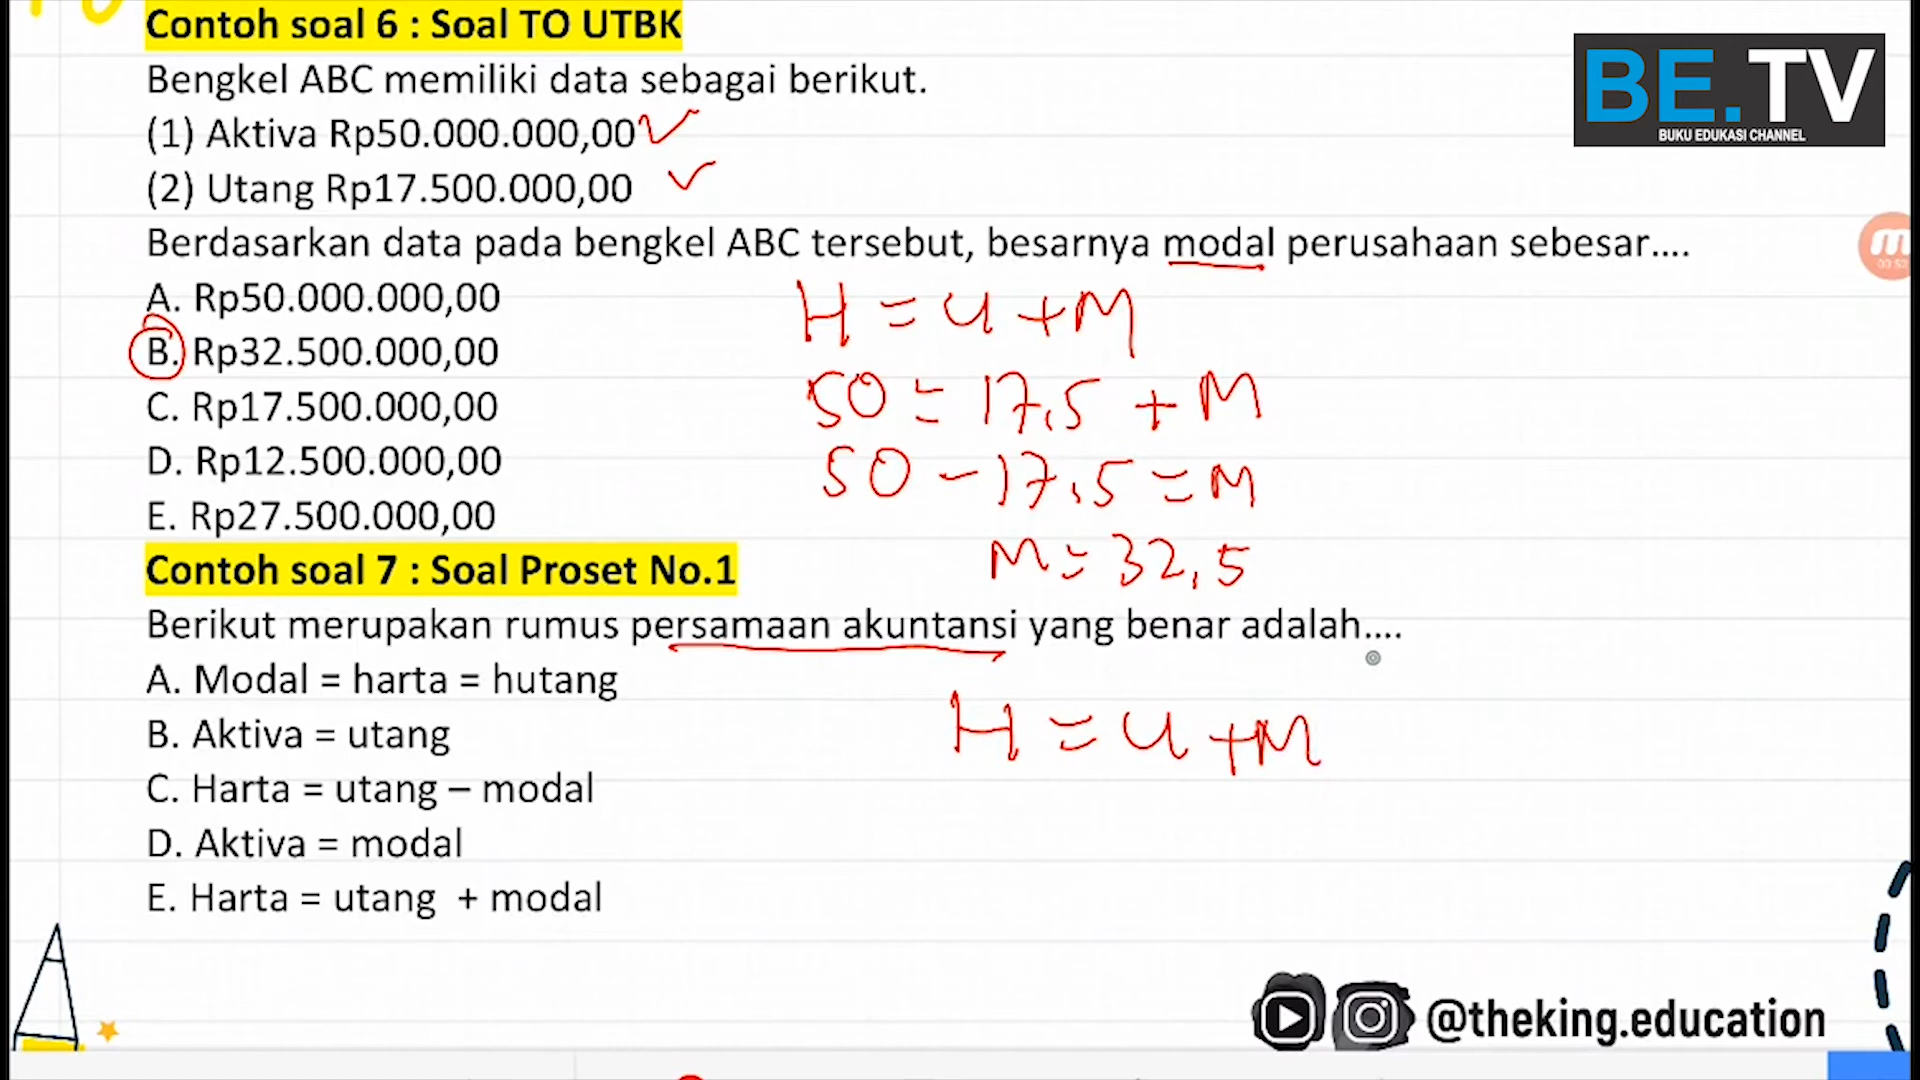 Contoh soal 6 : Soal TO UTBK
BE.TV
BUKU EDUKASI CHANNEL
Bengkel ABC memiliki data sebagai berikut.
(1) Aktiva Rp50.000.000,00
(2) Utang Rp17.500.000,00
Berdasarkan data pada bengkel ABC tersebut, besarnya modal perusahaan sebesar....
A. Rp50.000.000,00
B. Rp32.500.000,00
C. Rp17.500.000,00
D. Rp12.500.000,00
E. Rp27.500.000,00
H = U + M
50 = 17,5 + M
50 - 17,5 = M
M = 32,5
Contoh soal 7 : Soal Proset No.1
Berikut merupakan rumus persamaan akuntansi yang benar adalah....
A. Modal = harta = hutang
B. Aktiva = utang
C. Harta = utang – modal
D. Aktiva = modal
E. Harta = utang + modal
H = U + M
@theking.education